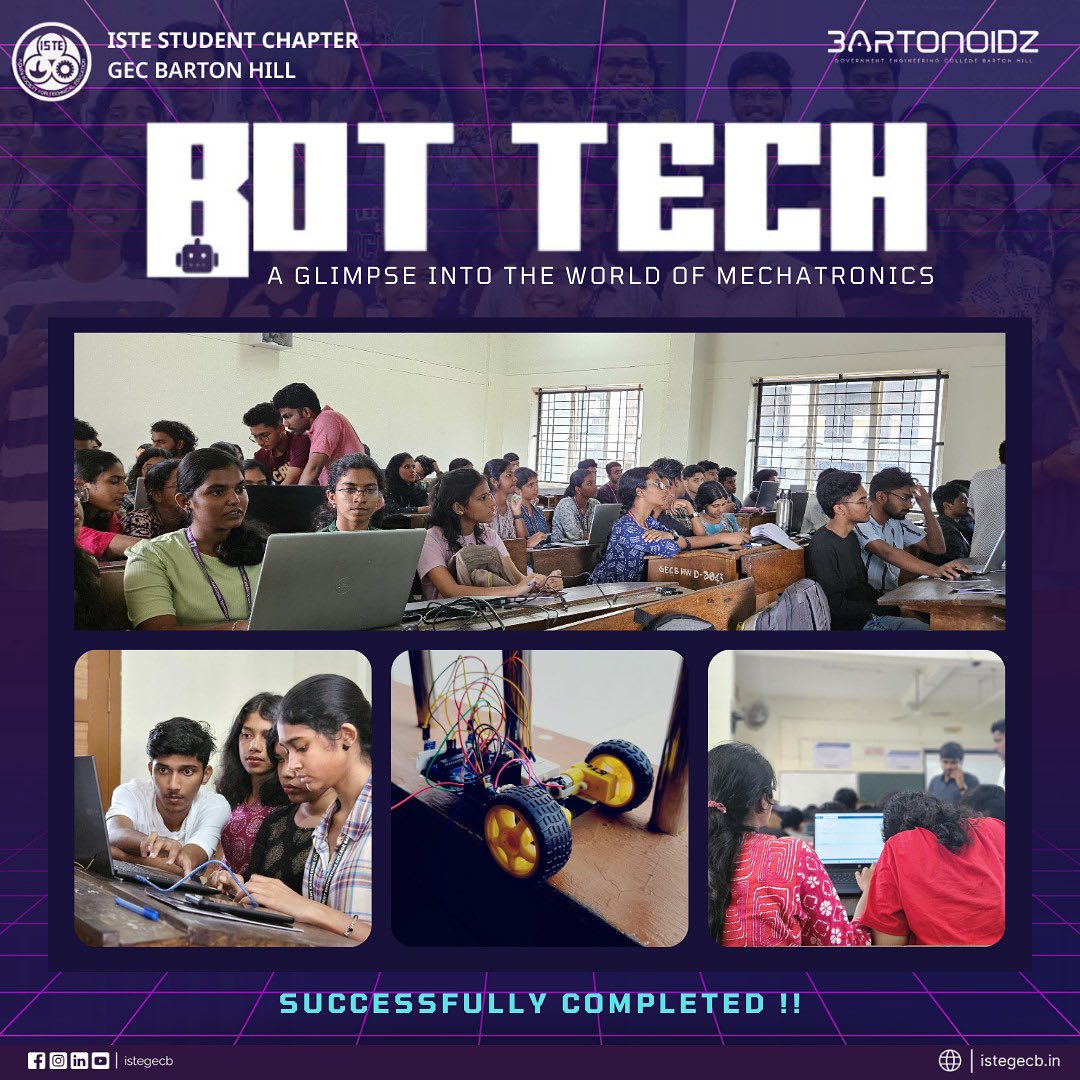 ISTE
ISTE STUDENT CHAPTER
GEC BARTON HILL
BARTONOIDZ
GOVERNMENT ENGINEERING COLLEGE BARTON HILL
BOT TECH
A GLIMPSE INTO THE WORLD OF MECHATRONICS
SUCCESSFULLY COMPLETED !!
istegecb
istegecb.in